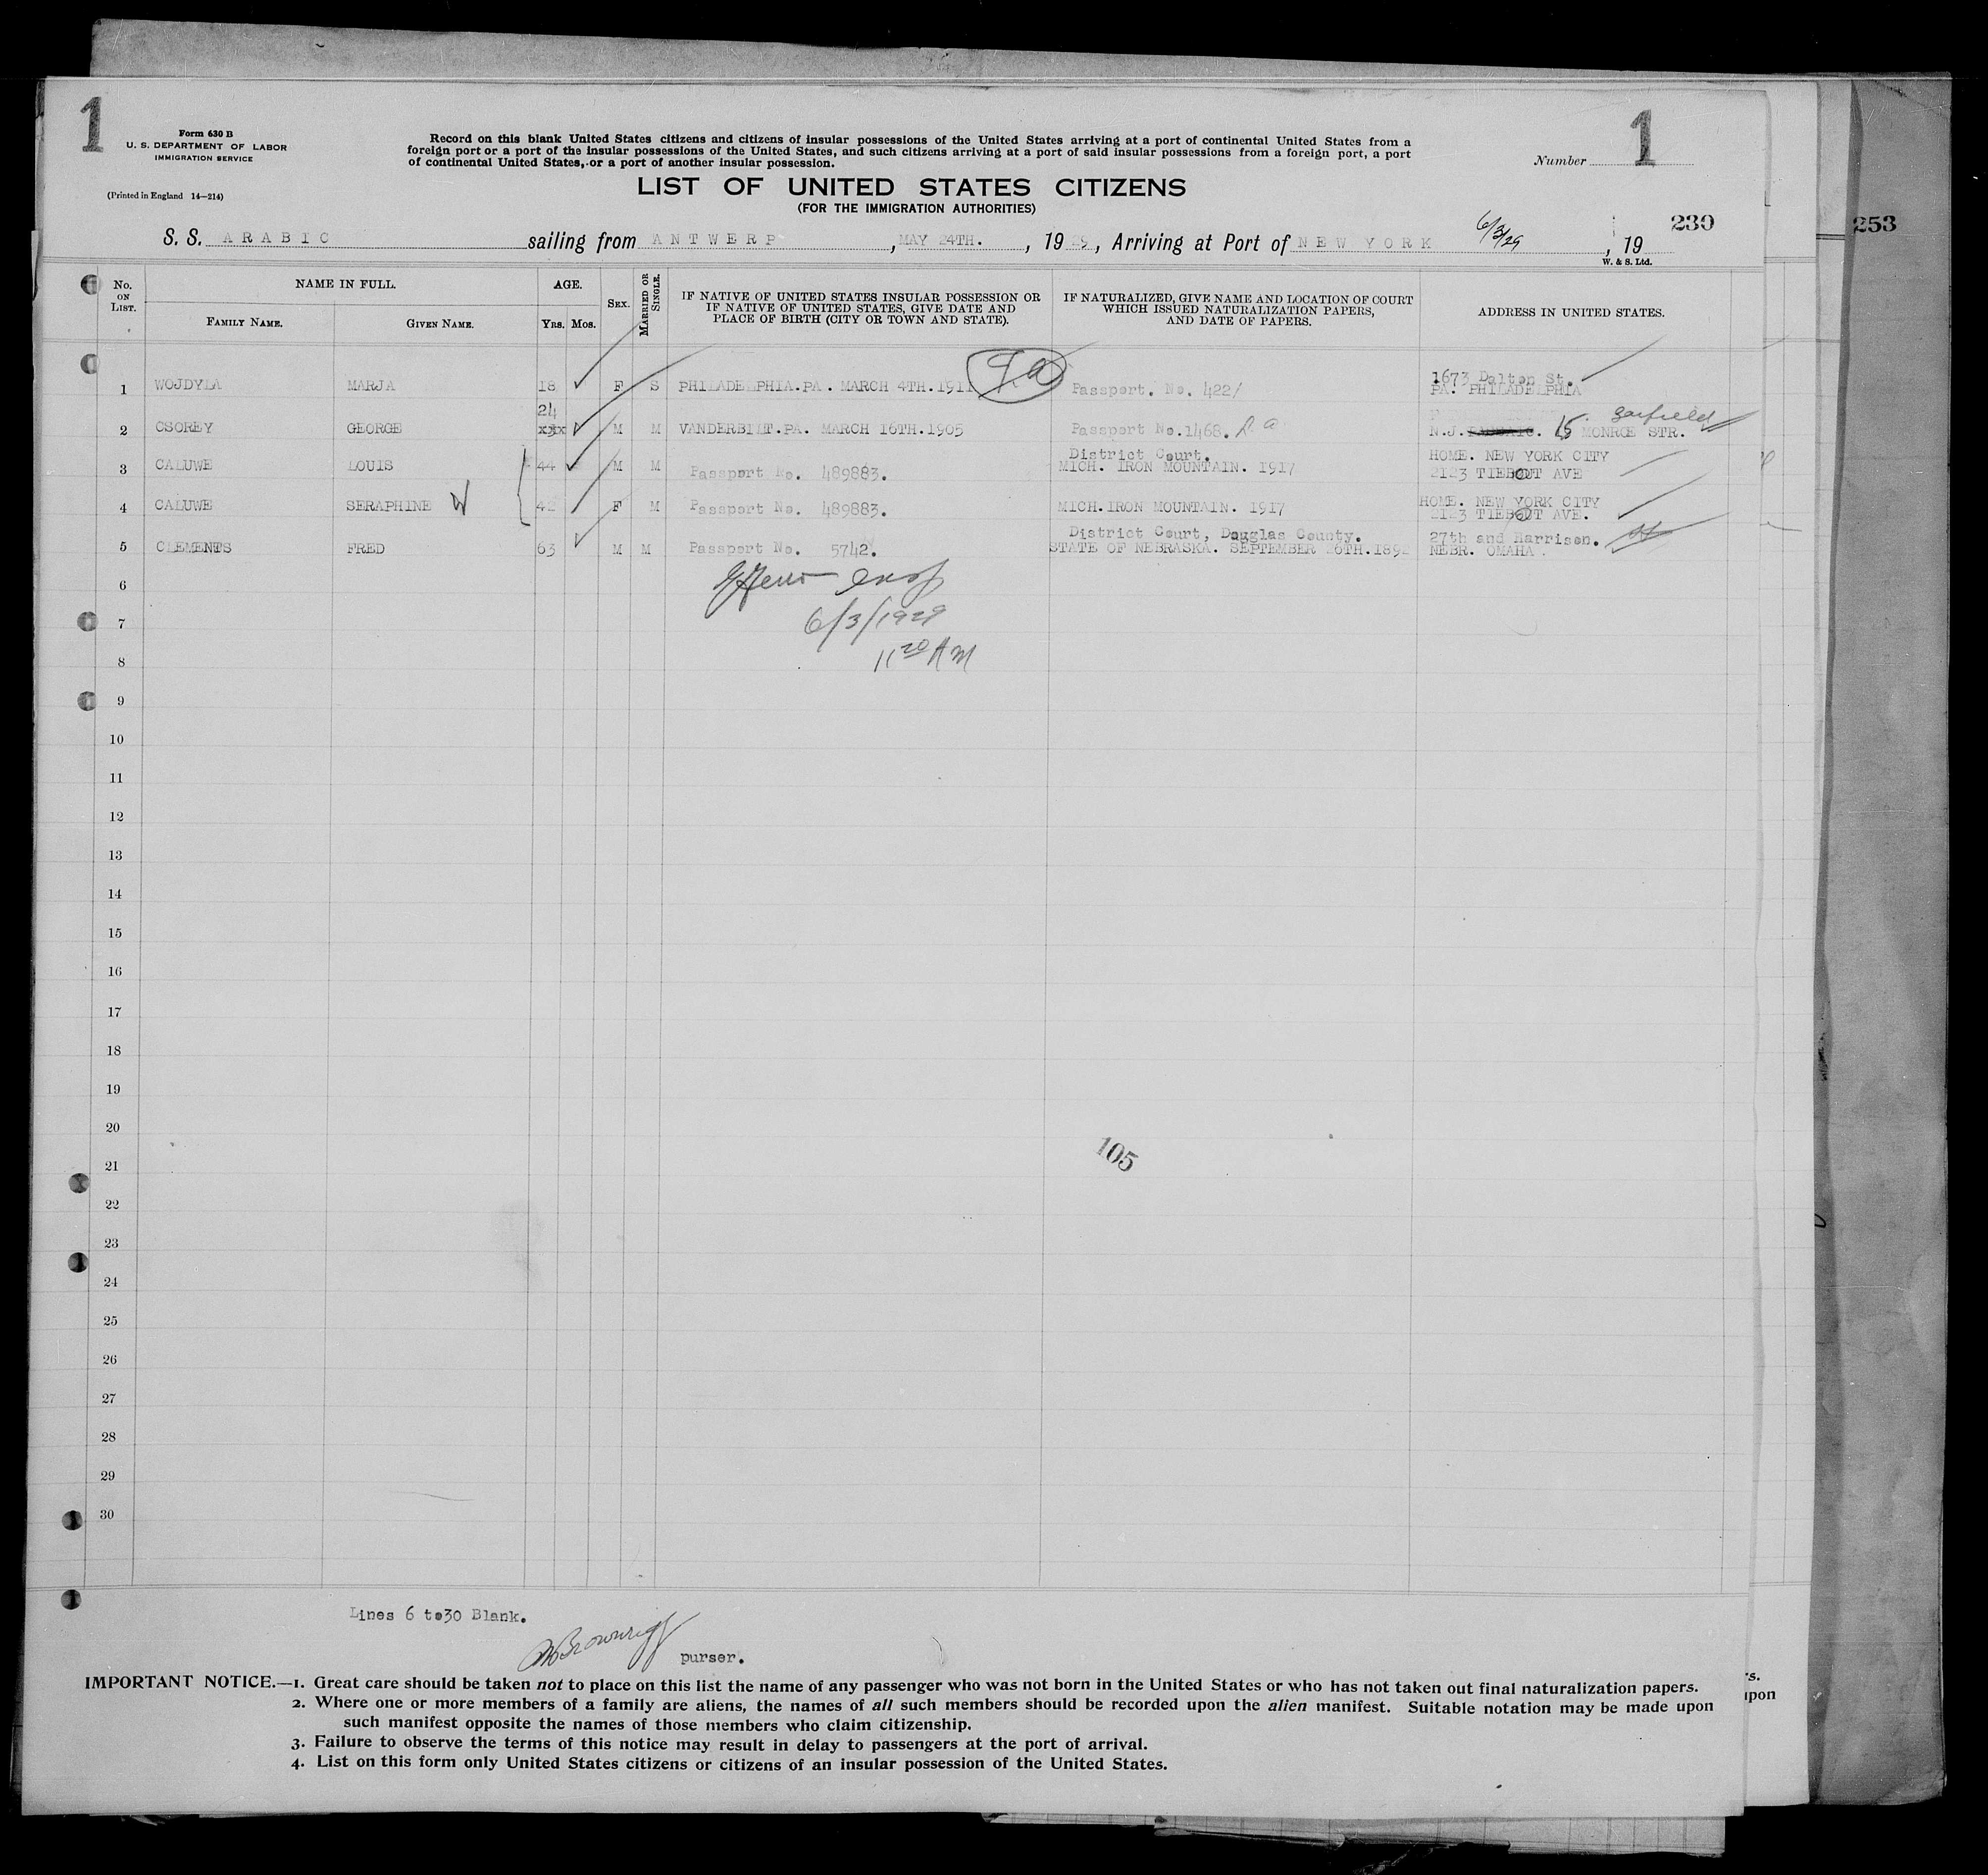 1
Form 630 B
U. S. DEPARTMENT OF LABOR
IMMIGRATION SERVICE
(Printed in England 14—214)
Record on this blank United States citizens and citizens of insular possessions of the United States arriving at a port of continental United States from a
foreign port or a port of the insular possessions of the United States, and such citizens arriving at a port of said insular possessions from a foreign port, a port
of continental United States, or a port of another insular possession.
Number 1
LIST OF UNITED STATES CITIZENS
(FOR THE IMMIGRATION AUTHORITIES)
230
253
S. S. ARABIC sailing from ANTWERP, MAY 24TH., 1929, Arriving at Port of NEW YORK 6/3/29, 19
W. & S. Ltd.
No. ON LIST.
NAME IN FULL.
FAMILY NAME. GIVEN NAME.
AGE.
Yrs. Mos.
SEX.
MARRIED OR SINGLE.
IF NATIVE OF UNITED STATES INSULAR POSSESSION OR
IF NATIVE OF UNITED STATES, GIVE DATE AND
PLACE OF BIRTH (CITY OR TOWN AND STATE).
IF NATURALIZED, GIVE NAME AND LOCATION OF COURT
WHICH ISSUED NATURALIZATION PAPERS,
AND DATE OF PAPERS.
ADDRESS IN UNITED STATES.
1673 Dalton St.
1 WOJDYLA MARJA 18 F S PHILADELPHIA.PA. MARCH 4TH.1911 Passport. No. 422/ PA. PHILADELPHIA
24
2 CSOREY GEORGE xxx M M VANDERBILT.PA. MARCH 16TH.1905 Passport No.1468. N.J. 15 MONROE STR. Garfield
District Court. HOME. NEW YORK CITY
3 CALUWE LOUIS 44 M M Passport No. 489883. MICH. IRON MOUNTAIN. 1917 2123 TIEBOUT AVE
HOME. NEW YORK CITY
4 CALUWE SERAPHINE W 42 F M Passport No. 489883. MICH.IRON MOUNTAIN. 1917 2123 TIEBOUT AVE.
District Court, Douglas County. 27th and Harrison.
5 CLEMENTS FRED 63 M M Passport No. 5742. STATE OF NEBRASKA. SEPTEMBER 26TH.189 NEBR. OMAHA.
6
6/3/1929
7
11 20 AM
8
9
10
11
12
13
14
15
16
17
18
19
20
105
21
22
23
24
25
26
27
28
29
30
Lines 6 to30 Blank.
purser.
IMPORTANT NOTICE.—1. Great care should be taken not to place on this list the name of any passenger who was not born in the United States or who has not taken out final naturalization papers.
2. Where one or more members of a family are aliens, the names of all such members should be recorded upon the alien manifest. Suitable notation may be made upon
such manifest opposite the names of those members who claim citizenship.
3. Failure to observe the terms of this notice may result in delay to passengers at the port of arrival.
4. List on this form only United States citizens or citizens of an insular possession of the United States.